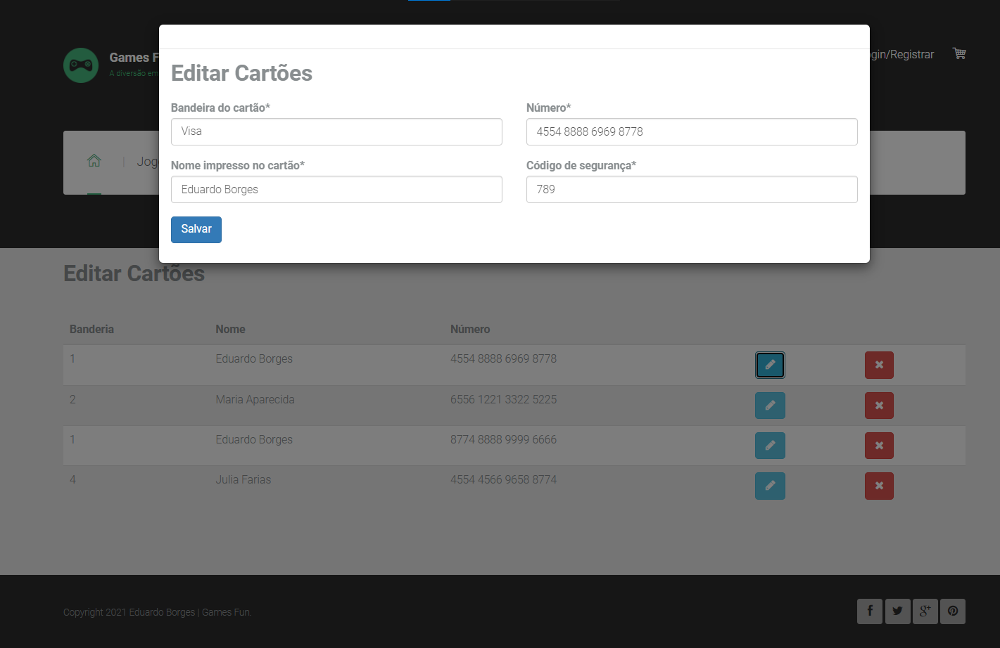 Games F
A diversão em
gin/Registrar
Jog
Editar Cartões
Bandeira do cartão*
Número*
Visa
4554 8888 6969 8778
Nome impresso no cartão*
Código de segurança*
Eduardo Borges
789
Salvar
Editar Cartões
Banderia Nome Número
1 Eduardo Borges 4554 8888 6969 8778
2 Maria Aparecida 6556 1221 3322 5225
1 Eduardo Borges 8774 8888 9999 6666
4 Julia Farias 4554 4566 9658 8774
Copyright 2021 Eduardo Borges | Games Fun.